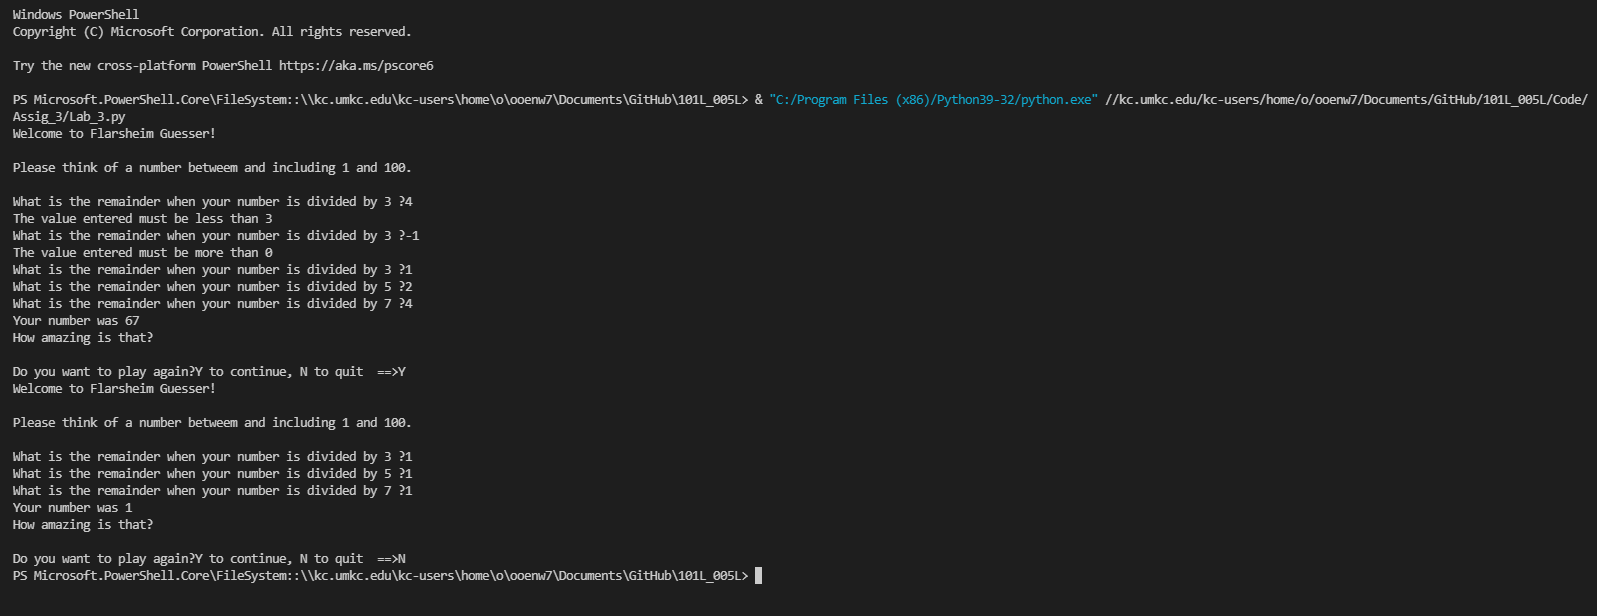 Windows PowerShell
Copyright (C) Microsoft Corporation. All rights reserved.
Try the new cross-platform PowerShell https://aka.ms/pscore6
PS Microsoft.PowerShell.Core\FileSystem::\\kc.umkc.edu\kc-users\home\o\ooenw7\Documents\GitHub\101L_005L> & "C:/Program Files (x86)/Python39-32/python.exe" //kc.umkc.edu/kc-users/home/o/ooenw7/Documents/GitHub/101L_005L/Code/
Assig_3/Lab_3.py
Welcome to Flarsheim Guesser!
Please think of a number betweem and including 1 and 100.
What is the remainder when your number is divided by 3 ?4
The value entered must be less than 3
What is the remainder when your number is divided by 3 ?-1
The value entered must be more than 0
What is the remainder when your number is divided by 3 ?1
What is the remainder when your number is divided by 5 ?2
What is the remainder when your number is divided by 7 ?4
Your number was 67
How amazing is that?
Do you want to play again?Y to continue, N to quit  ==>Y
Welcome to Flarsheim Guesser!
Please think of a number betweem and including 1 and 100.
What is the remainder when your number is divided by 3 ?1
What is the remainder when your number is divided by 5 ?1
What is the remainder when your number is divided by 7 ?1
Your number was 1
How amazing is that?
Do you want to play again?Y to continue, N to quit  ==>N
PS Microsoft.PowerShell.Core\FileSystem::\\kc.umkc.edu\kc-users\home\o\ooenw7\Documents\GitHub\101L_005L>